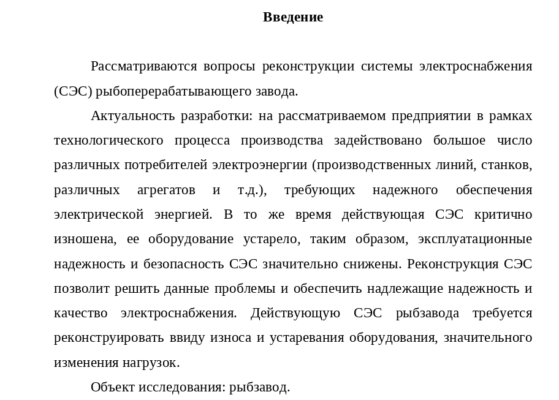 Введение
Рассматриваются вопросы реконструкции системы электроснабжения
(СЭС) рыбоперерабатывающего завода.
Актуальность разработки: на рассматриваемом предприятии в рамках
технологического процесса производства задействовано большое число
различных потребителей электроэнергии (производственных линий, станков,
различных агрегатов и т.д.), требующих надежного обеспечения
электрической энергией. В то же время действующая СЭС критично
изношена, ее оборудование устарело, таким образом, эксплуатационные
надежность и безопасность СЭС значительно снижены. Реконструкция СЭС
позволит решить данные проблемы и обеспечить надлежащие надежность и
качество электроснабжения. Действующую СЭС рыбзавода требуется
реконструировать ввиду износа и устаревания оборудования, значительного
изменения нагрузок.
Объект исследования: рыбзавод.